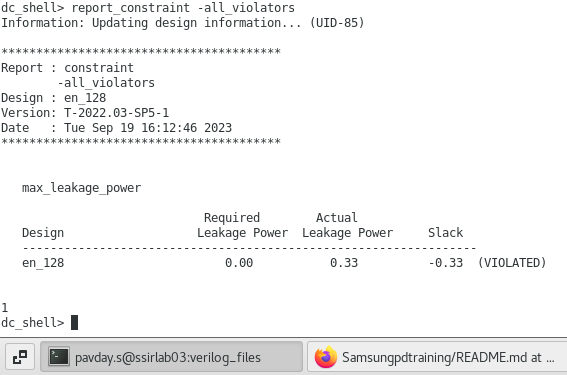 dc_shell> report_constraint -all_violators
Information: Updating design information... (UID-85)
****************************************
Report : constraint
        -all_violators
Design : en_128
Version: T-2022.03-SP5-1
Date   : Tue Sep 19 16:12:46 2023
****************************************
   max_leakage_power
                          Required        Actual
   Design                Leakage Power  Leakage Power     Slack
   -----------------------------------------------------------------
   en_128                    0.00           0.33          -0.33  (VIOLATED)
1
dc_shell>
pavday.s@ssirlab03:verilog_files
Samsungpdtraining/README.md at ...